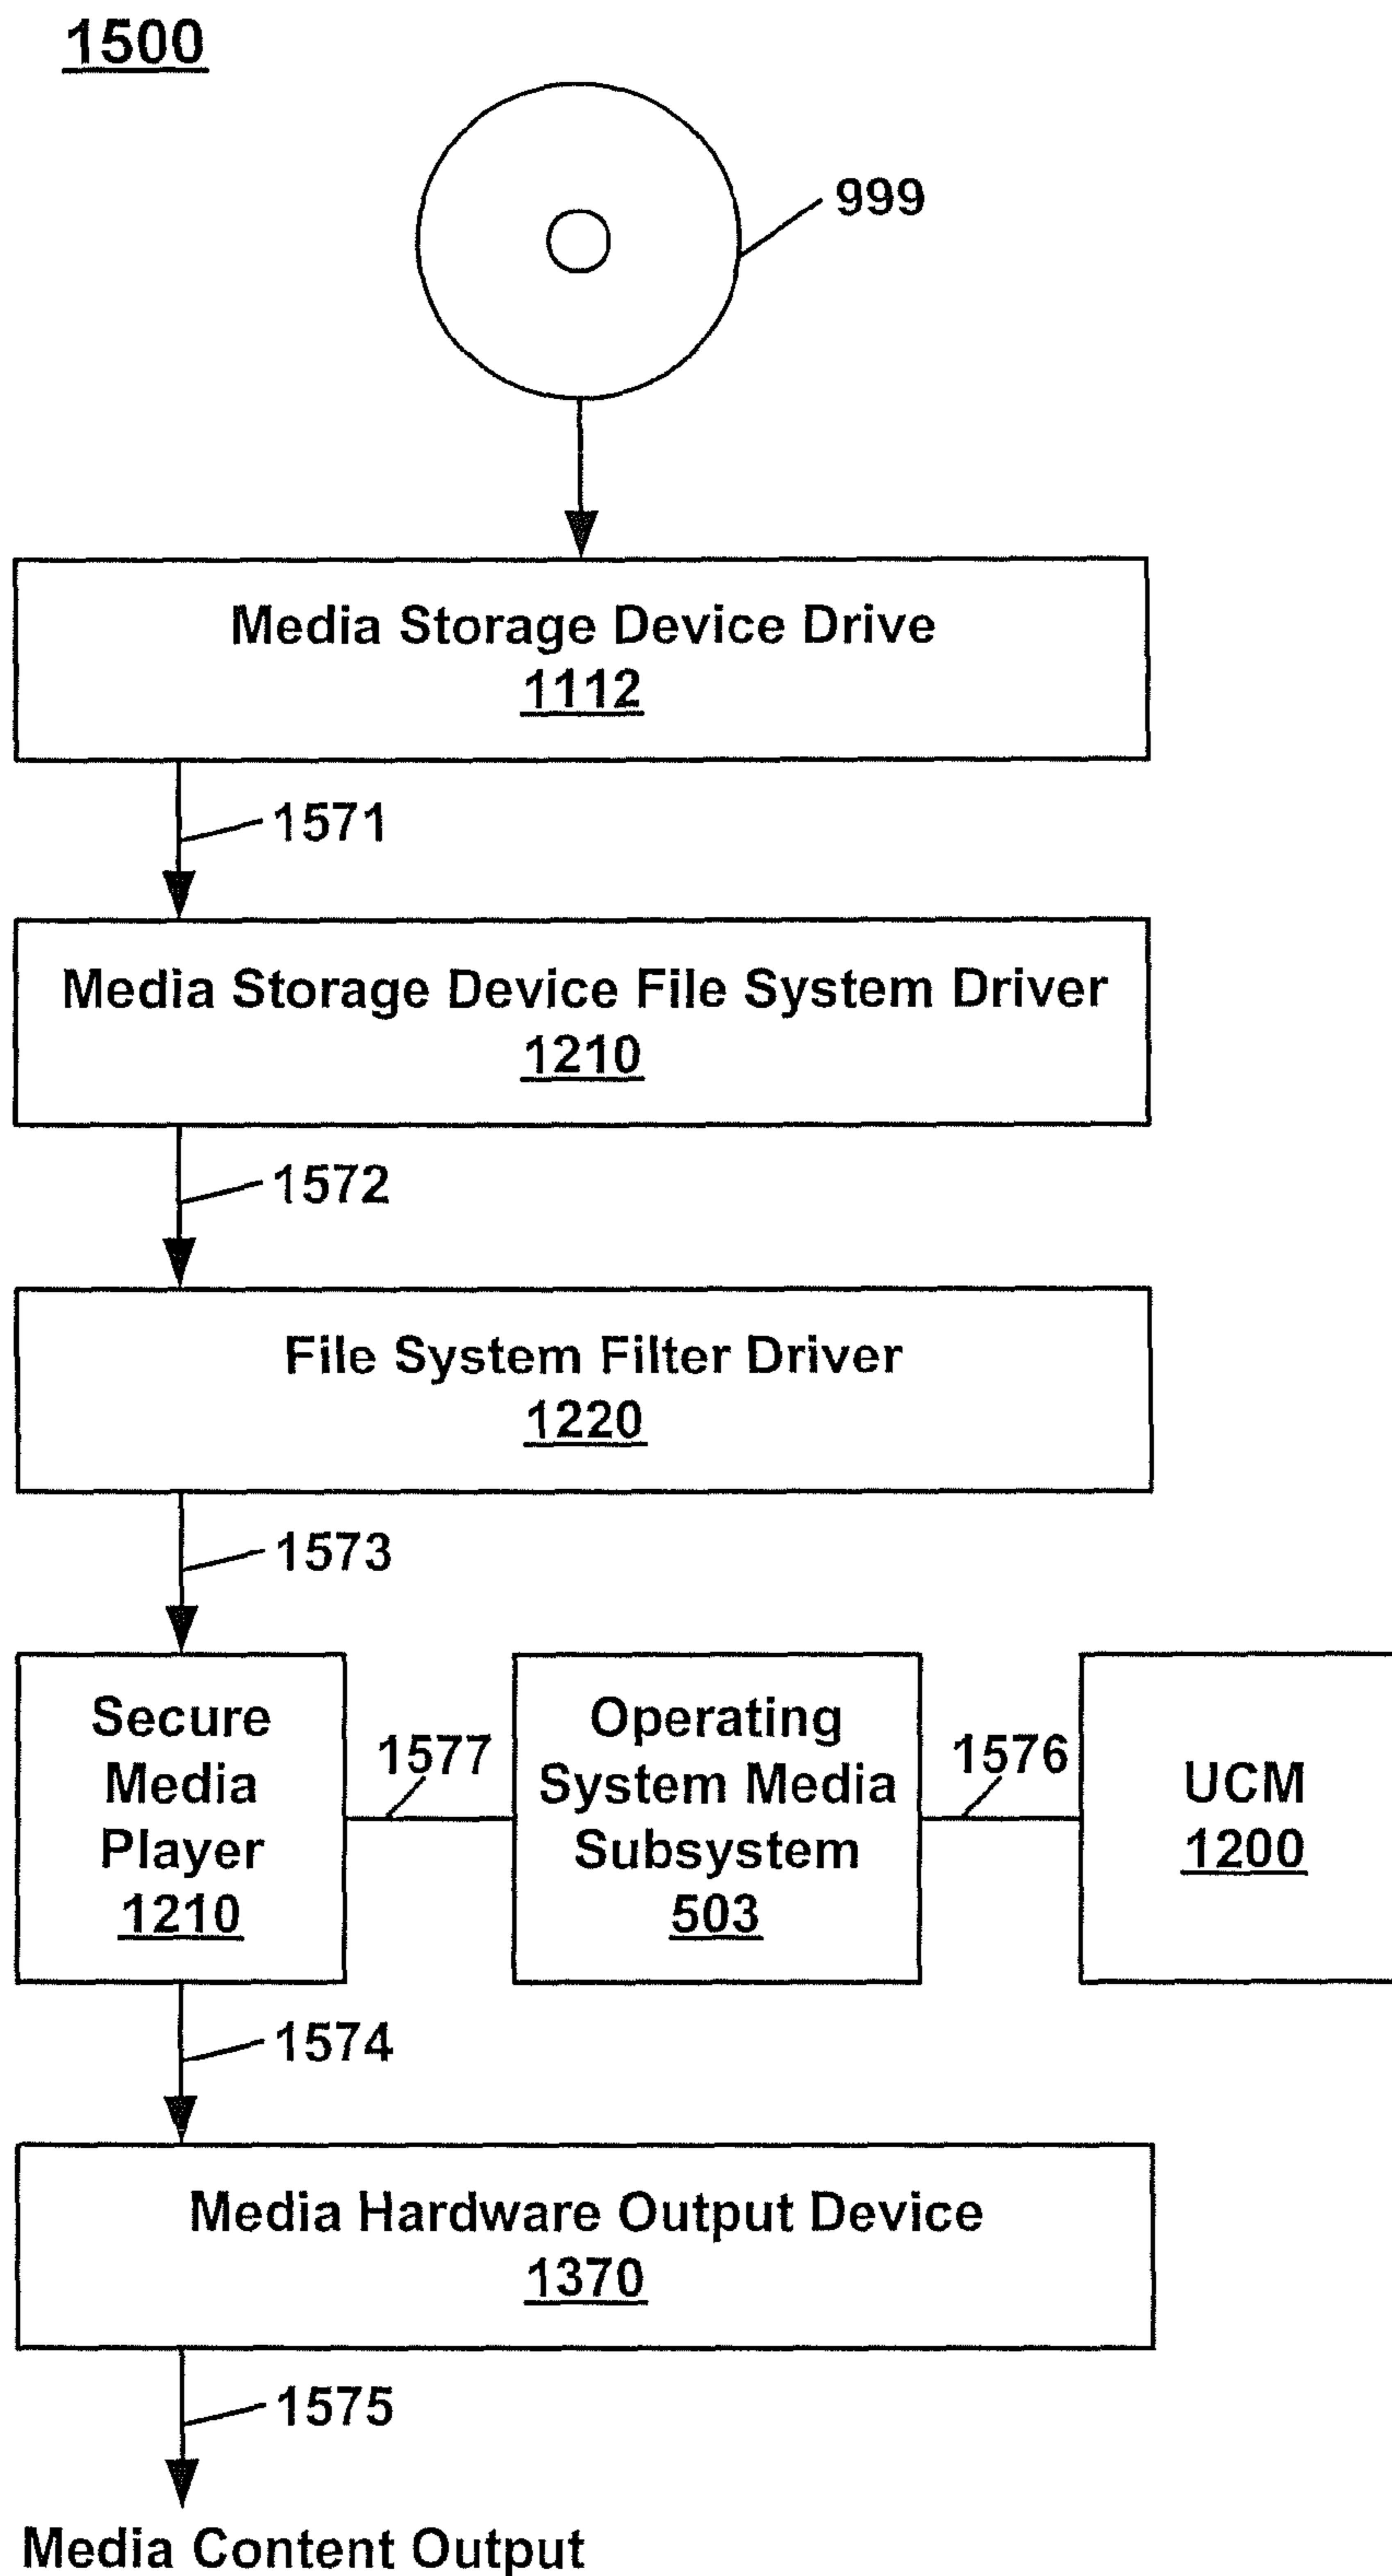 1500
999
Media Storage Device Drive
1112
1571
Media Storage Device File System Driver
1210
1572
File System Filter Driver
1220
1573
Secure
Media
Player
1210
1577
Operating
System Media
Subsystem
503
1576
UCM
1200
1574
Media Hardware Output Device
1370
1575
Media Content Output